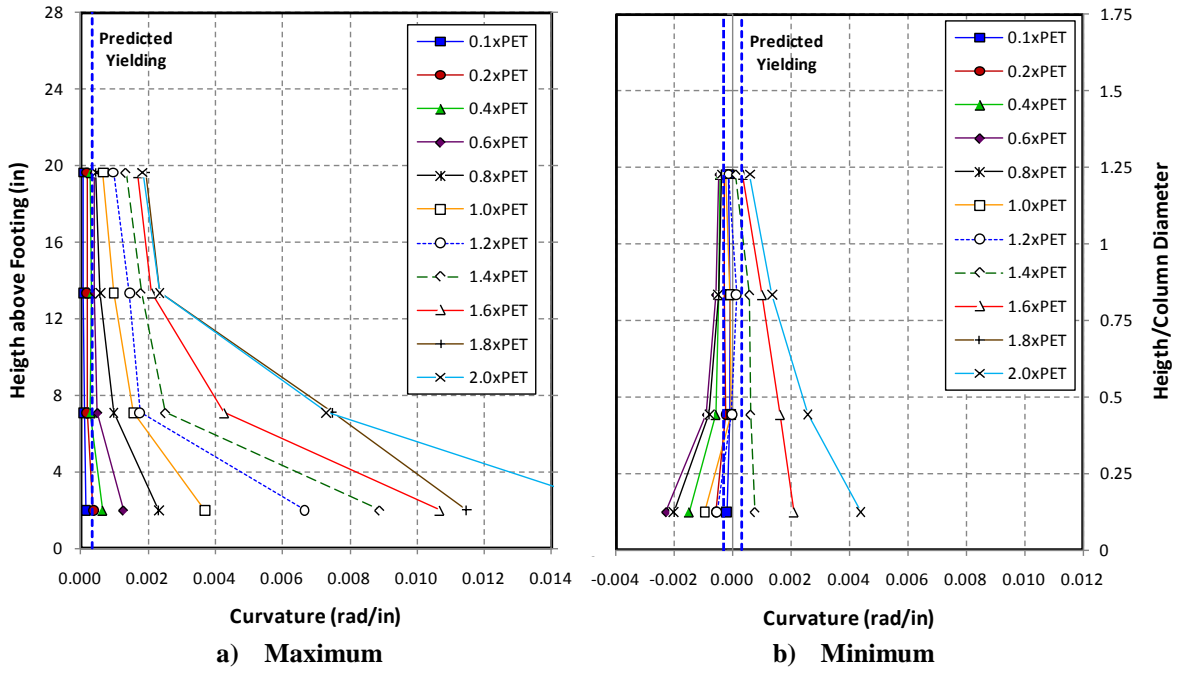 28
24
20
16
12
8
4
0
Heigth above Footing (in)
Predicted
Yielding
0.1xPET
0.2xPET
0.4xPET
0.6xPET
0.8xPET
1.0xPET
1.2xPET
1.4xPET
1.6xPET
1.8xPET
2.0xPET
0.000 0.002 0.004 0.006 0.008 0.010 0.012 0.014
Curvature (rad/in)
a) Maximum
Predicted
Yielding
0.1xPET
0.2xPET
0.4xPET
0.6xPET
0.8xPET
1.0xPET
1.2xPET
1.4xPET
1.6xPET
1.8xPET
2.0xPET
1.75
1.5
1.25
1
0.75
0.5
0.25
0
Heigth/Column Diameter
-0.004 -0.002 0.000 0.002 0.004 0.006 0.008 0.010 0.012
Curvature (rad/in)
b) Minimum